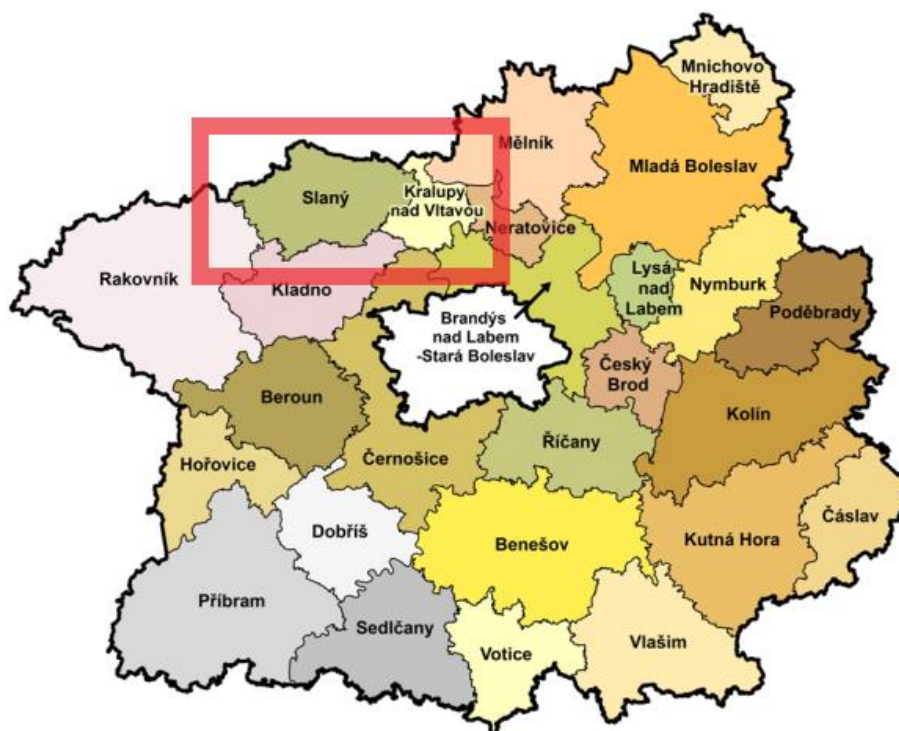 Mnichovo
Hradiště
Mělník
Mladá Boleslav
Slaný
Kralupy
nad Vltavou
Neratovice
Rakovník
Kladno
Lysá
nad
Labem
Nymburk
Poděbrady
Brandýs
nad Labem
-Stará Boleslav
Český
Brod
Beroun
Kolín
Hořovice
Černošice
Říčany
Dobříš
Benešov
Kutná Hora
Čáslav
Příbram
Sedlčany
Votice
Vlašim